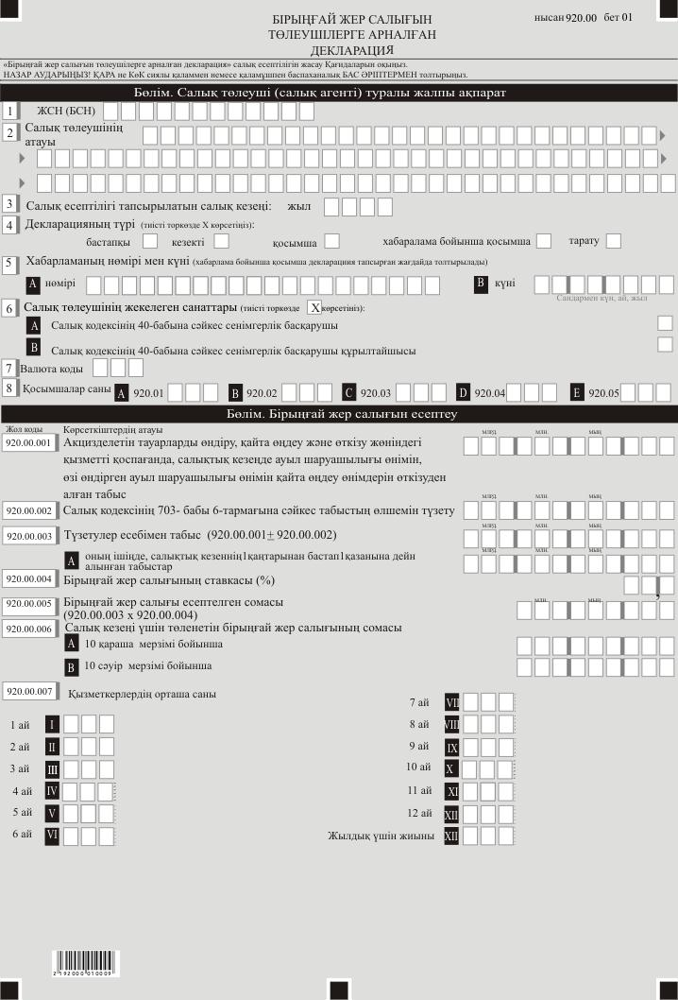 БІРЫҢҒАЙ ЖЕР САЛЫҒЫН
ТӨЛЕУШІЛЕРГЕ АРНАЛҒАН
ДЕКЛАРАЦИЯ
нысан 920.00 бет 01
«Бірыңғай жер салығын төлеушілерге арналған декларация» салық есептілігін жасау Қағидаларын оқыңыз.
НАЗАР АУДАРЫҢЫЗ! ҚАРА не КөК сиялы қаламмен немесе қаламұшпен баспаханалық БАС ӘРІПТЕРМЕН толтырыңыз.
Бөлім. Салық төлеуші (салық агенті) туралы жалпы ақпарат
1 ЖСН (БСН)
2 Салық төлеушінің
атауы
3 Салық есептілігі тапсырылатын салық кезеңі: жыл
4 Декларацияның түрі (тиісті торкөзде Х көрсетіңіз):
бастапқы кезекті қосымша хабаралама бойынша қосымша тарату
5 Хабарламаның нөмірі мен күні (хабарлама бойынша қосымша декларацияя тапсырған жағдайда толтырылады)
A нөмірі B күні
Сандармен күн, ай, жыл
6 Салық төлеушінің жекелеген санаттары (тиісті торкөзде X көрсетіңіз):
A Салық кодексінің 40-бабына сәйкес сенімгерлік басқарушы
B Салық кодексінің 40-бабына сәйкес сенімгерлік басқарушы құрылтайшысы
7 Валюта коды
8 Қосымшалар саны A 920.01 B 920.02 C 920.03 D 920.04 E 920.05
Бөлім. Бірыңғай жер салығын есептеу
Жол коды Көрсеткіштердің атауы
млрд. млн. мың
920.00.001 Акцизделетін тауарларды өндіру, қайта өңдеу және өткізу жөніндегі
қызметті қоспағанда, салықтық кезеңде ауыл шаруашылығы өнімін,
өзі өндірген ауыл шаруашылығы өнімін қайта өңдеу өнімдерін өткізуден
алған табыс
млрд. млн. мың
920.00.002 Салық кодексінің 703- бабы 6-тармағына сәйкес табыстың өлшемін түзету
млрд. млн. мың
920.00.003 Түзетулер есебімен табыс (920.00.001± 920.00.002)
млрд. млн. мың
A оның ішінде, салықтық кезеннің1қаңтарынан бастап1қазанына дейн
алынған табыстар
920.00.004 Бірыңғай жер салығының ставкасы (%)
,
млн. мың
920.00.005 Бірыңғай жер салығы есептелген сомасы
(920.00.003 х 920.00.004)
920.00.006 Салық кезеңі үшін төленетін бірыңғай жер салығының сомасы
A 10 қараша мерзімі бойынша
B 10 сәуір мерзімі бойынша
920.00.007 Қызметкерлердің орташа саны
1 ай I
2 ай II
3 ай III
4 ай IV
5 ай V
6 ай VI
7 ай VII
8 ай VIII
9 ай IX
10 ай X
11 ай XI
12 ай XII
Жылдық үшін жиыны XII
2 192000 010009